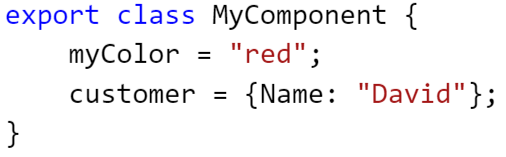 export class MyComponent {
    myColor = "red";
    customer = {Name: "David"};
}